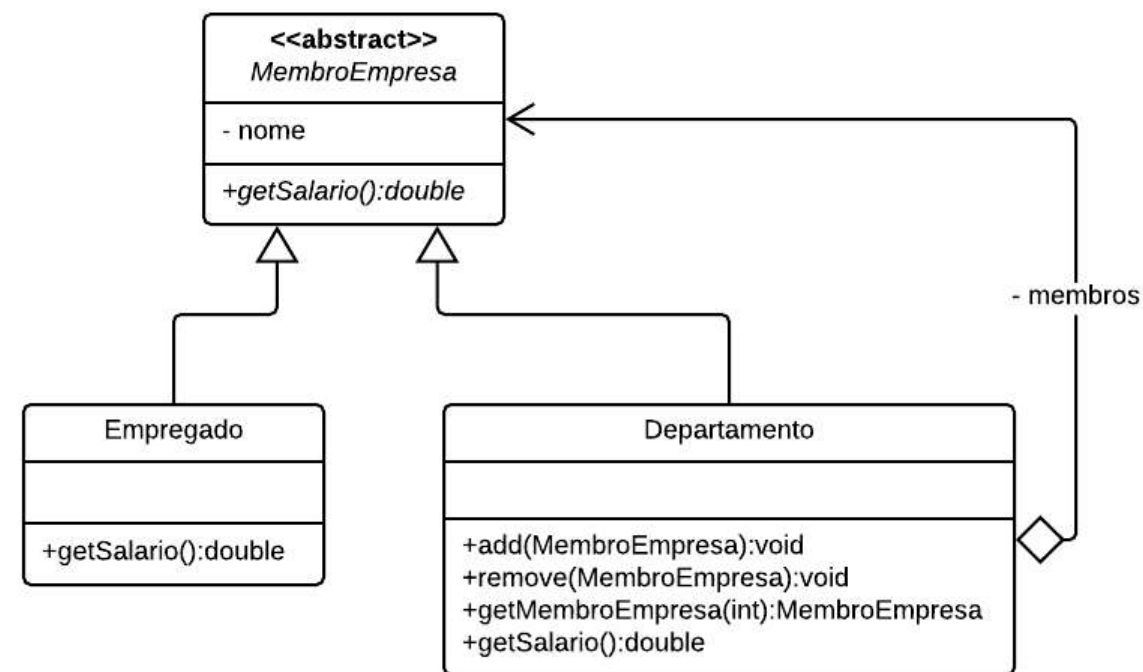 <<abstract>>
MembroEmpresa
- nome
+getSalario():double
- membros
Empregado
+getSalario():double
Departamento
+add(MembroEmpresa):void
+remove(MembroEmpresa):void
+getMembroEmpresa(int):MembroEmpresa
+getSalario():double